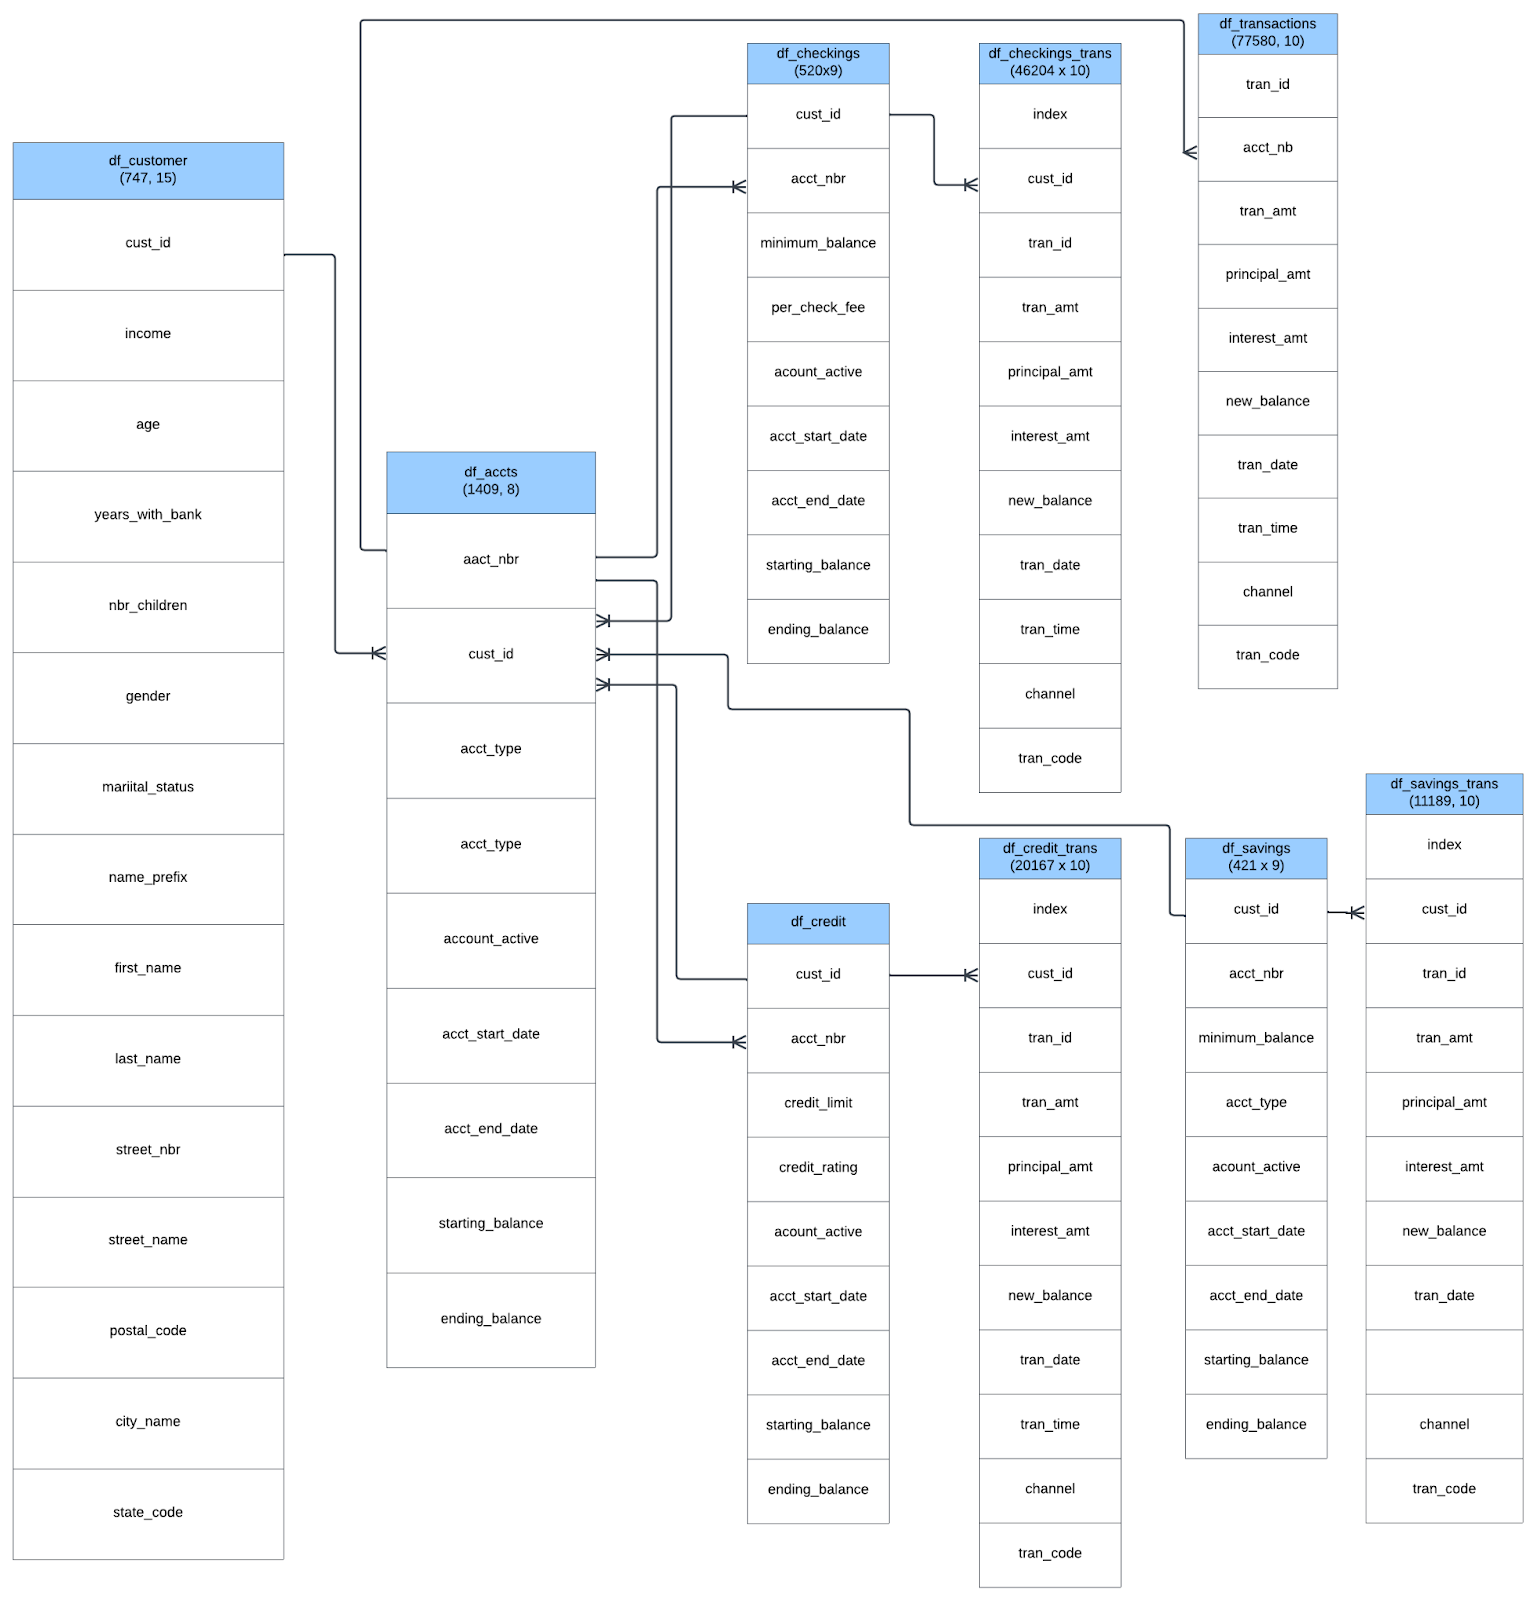 df_customer
(747, 15)
cust_id
income
age
years_with_bank
nbr_children
gender
mariital_status
name_prefix
first_name
last_name
street_nbr
street_name
postal_code
city_name
state_code
df_accts
(1409, 8)
aact_nbr
cust_id
acct_type
acct_type
account_active
acct_start_date
acct_end_date
starting_balance
ending_balance
df_checkings
(520x9)
cust_id
acct_nbr
minimum_balance
per_check_fee
acount_active
acct_start_date
acct_end_date
starting_balance
ending_balance
df_checkings_trans
(46204 x 10)
index
cust_id
tran_id
tran_amt
principal_amt
interest_amt
new_balance
tran_date
tran_time
channel
tran_code
df_transactions
(77580, 10)
tran_id
acct_nb
tran_amt
principal_amt
interest_amt
new_balance
tran_date
tran_time
channel
tran_code
df_credit
cust_id
acct_nbr
credit_limit
credit_rating
acount_active
acct_start_date
acct_end_date
starting_balance
ending_balance
df_credit_trans
(20167 x 10)
index
cust_id
tran_id
tran_amt
principal_amt
interest_amt
new_balance
tran_date
tran_time
channel
tran_code
df_savings
(421 x 9)
cust_id
acct_nbr
minimum_balance
acct_type
acount_active
acct_start_date
acct_end_date
starting_balance
ending_balance
df_savings_trans
(11189, 10)
index
cust_id
tran_id
tran_amt
principal_amt
interest_amt
new_balance
tran_date
channel
tran_code